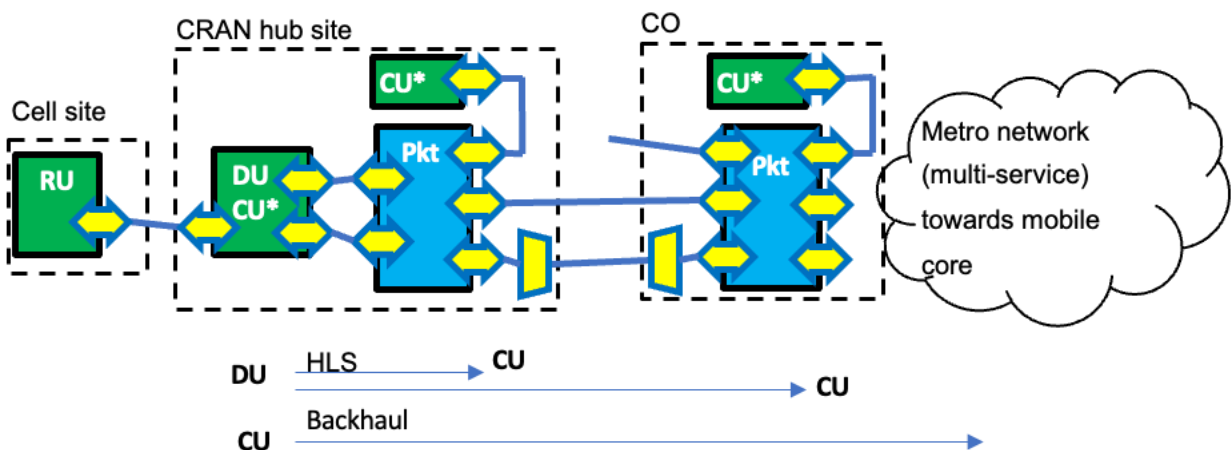 CRAN hub site
CO
CU*
CU*
Cell site
RU
DU
CU*
Pkt
Pkt
Metro network
(multi-service)
towards mobile
core
HLS
DU
CU
CU
Backhaul
CU